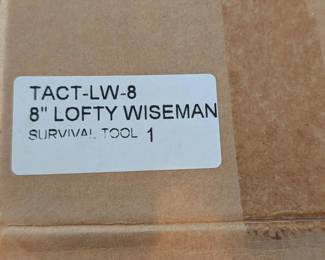 TACT-LW-8
8" LOFTY WISEMAN
SURVIVAL TOOL 1